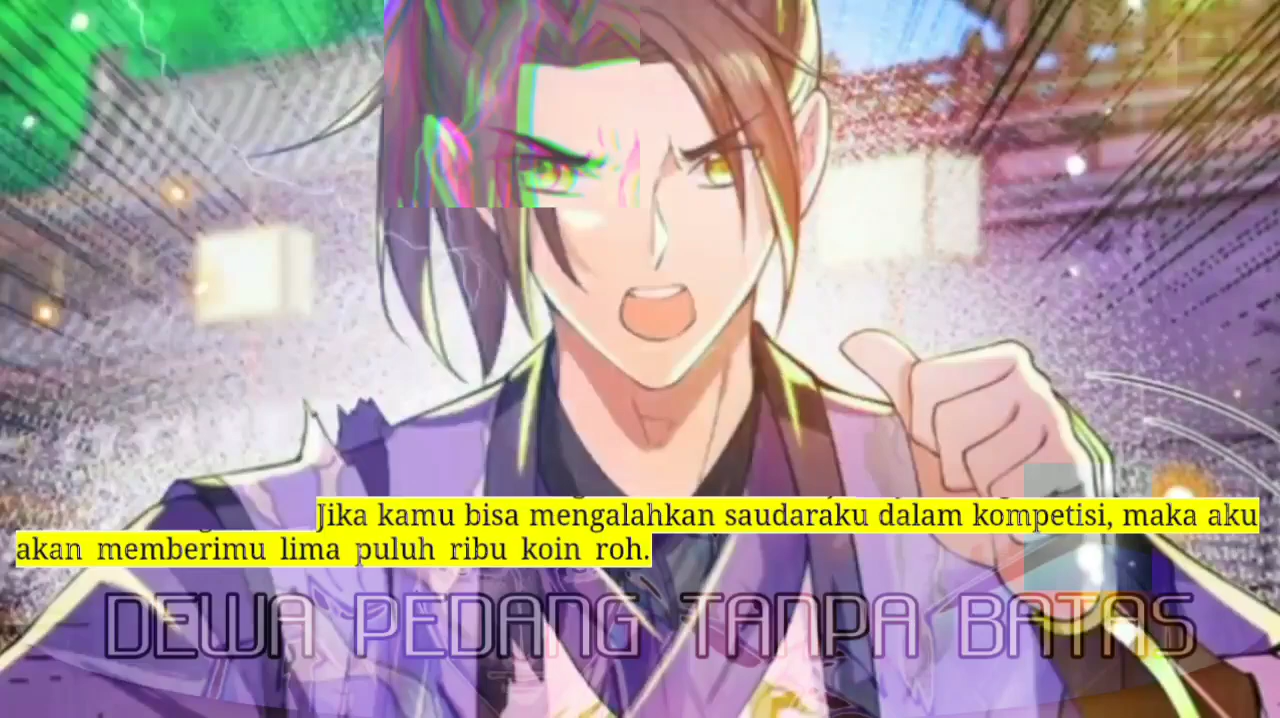 Jika kamu bisa mengalahkan saudaraku dalam kompetisi, maka aku
akan memberimu lima puluh ribu koin roh.
DEWA PEDANG TANPA BATAS